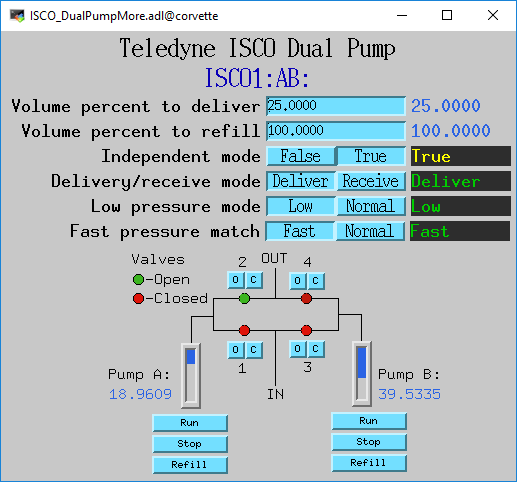 ISCO_DualPumpMore.adl@corvette
Teledyne ISCO Dual Pump
ISCO1:AB:
Volume percent to deliver 25.0000 25.0000
Volume percent to refill 100.0000 100.0000
Independent mode False True True
Delivery/receive mode Deliver Receive Deliver
Low pressure mode Low Normal Low
Fast pressure match Fast Normal Fast
Valves 2 OUT 4
-Open O C O C
-Closed
O C O C
Pump A: 1 3 Pump B:
18.9609 IN 39.5335
Run Run
Stop Stop
Refill Refill